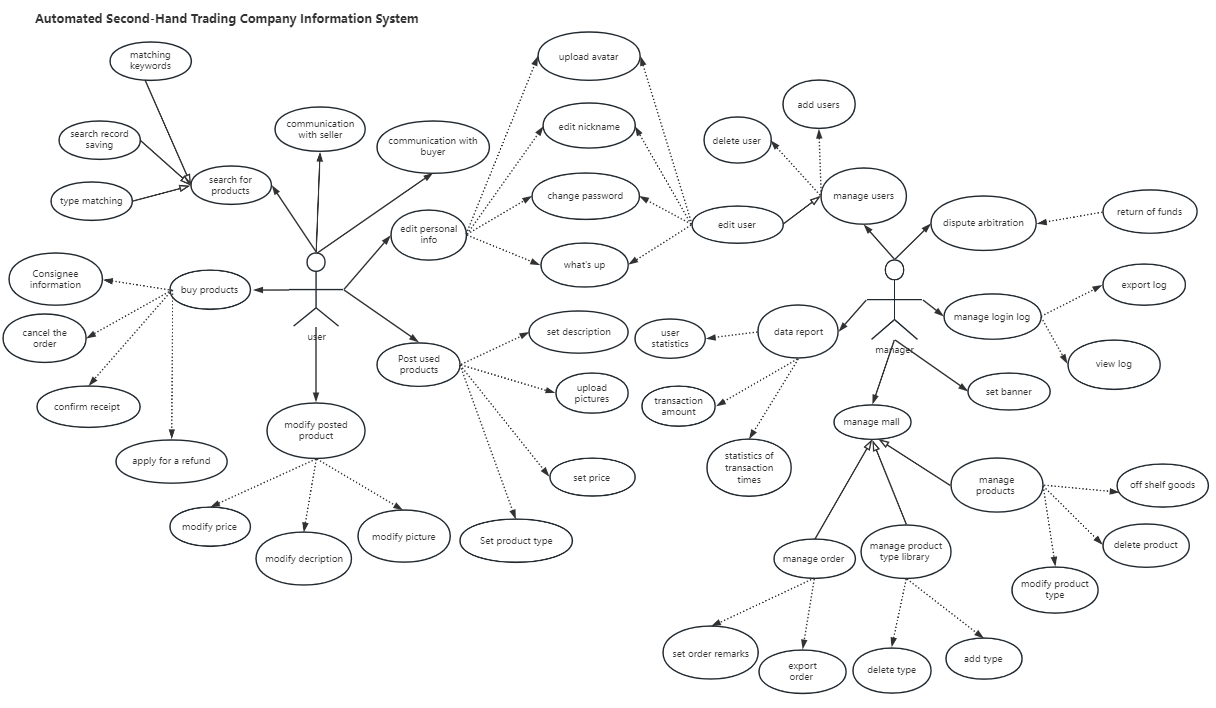 Automated Second-Hand Trading Company Information System
matching
keywords
upload avatar
add users
communication
with seller
search record
saving
edit nickname
delete user
communication with
buyer
search for
products
type matching
change password
manage users
edit personal
info
edit user
dispute arbitration
return of funds
what's up
Consignee
information
buy products
export log
manage login log
cancel the
order
user
set description
user
statistics
data report
manager
Post used
products
view log
upload
pictures
set banner
confirm receipt
transaction
amount
modify posted
product
manage mall
apply for a refund
statistics of
transaction
times
set price
manage
products
off shelf goods
modify price
modify picture
Set product type
modify decription
manage order
manage product
type library
delete product
modify product
type
set order remarks
export
order
delete type
add type